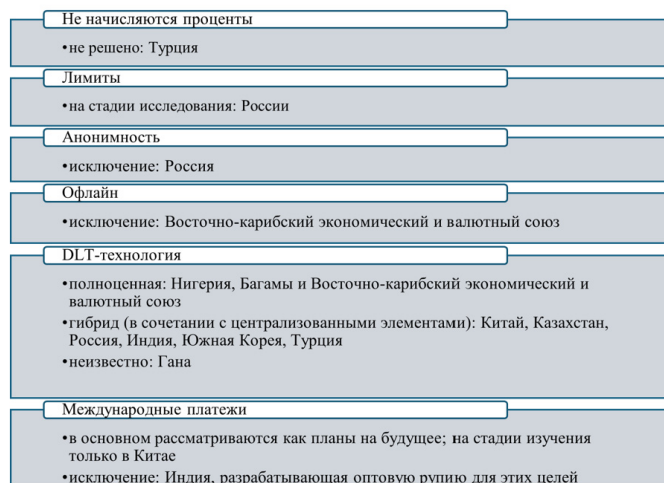 Не начисляются проценты
•не решено: Турция
Лимиты
•на стадии исследования: России
Анонимность
•исключение: Россия
Офлайн
•исключение: Восточно-карибский экономический и валютный союз
DLT-технология
•полноценная: Нигерия, Багамы и Восточно-карибский экономический и
валютный союз
•гибрид (в сочетании с централизованными элементами): Китай, Казахстан,
Россия, Индия, Южная Корея, Турция
•неизвестно: Гана
Международные платежи
•в основном рассматриваются как планы на будущее; на стадии изучения
только в Китае
•исключение: Индия, разрабатывающая оптовую рупию для этих целей